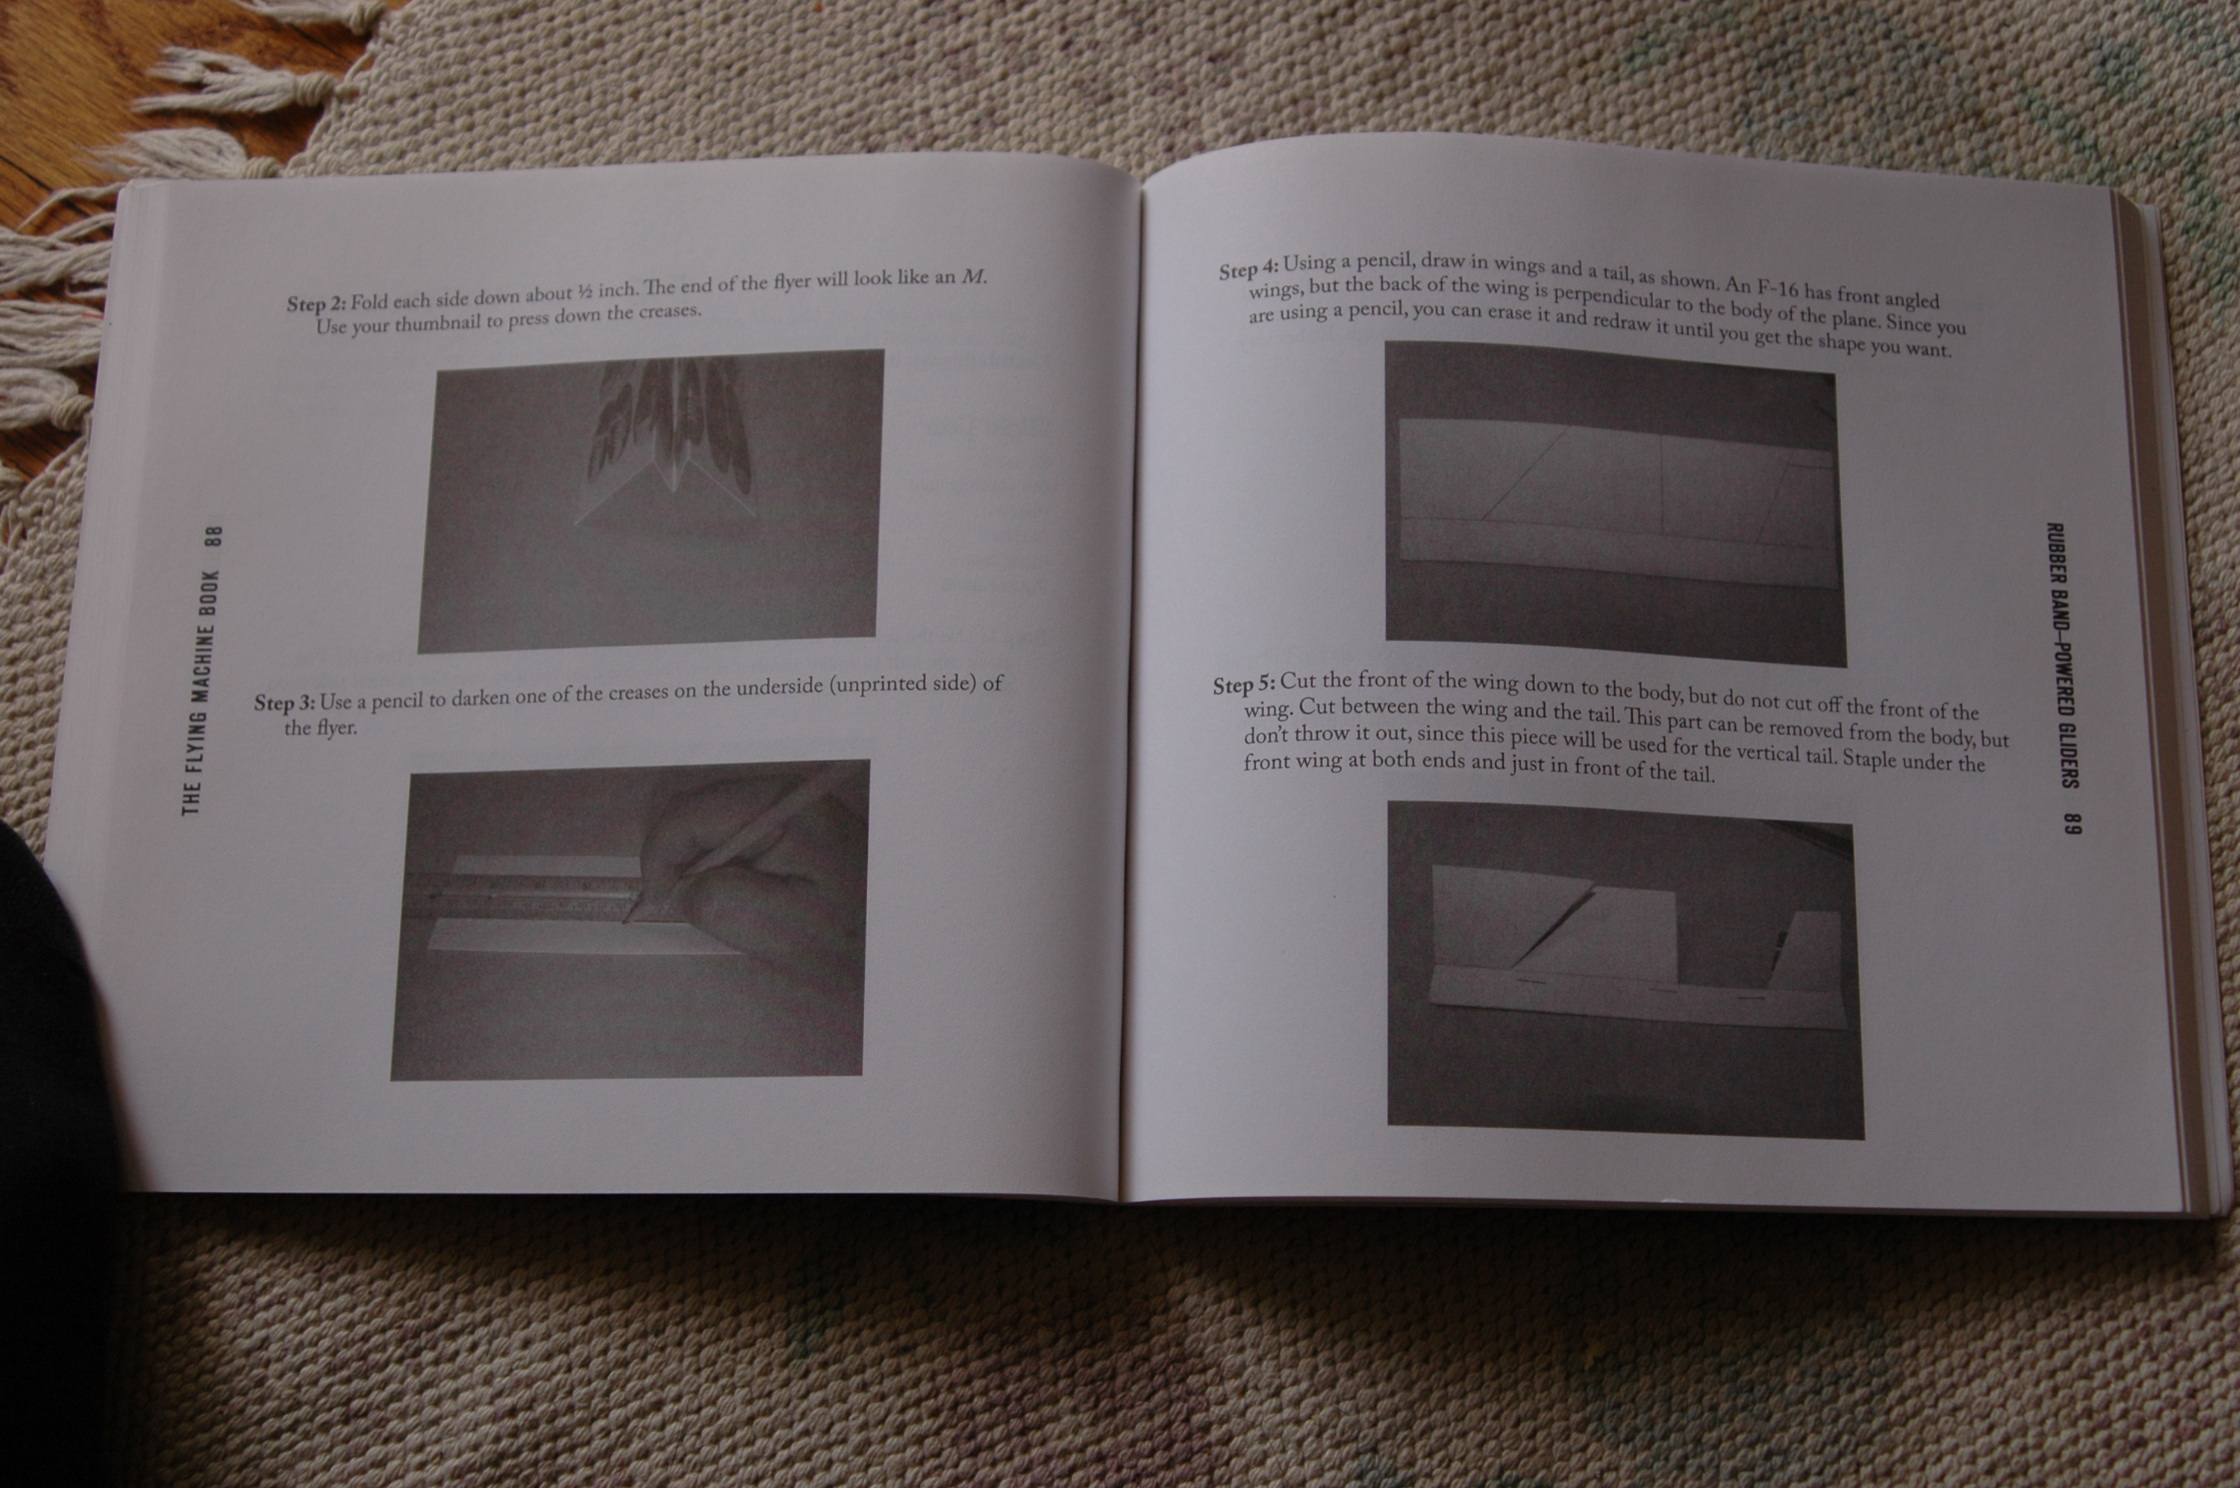 Step 2: Fold each side down about ½ inch. The end of the flyer will look like an M.
Use your thumbnail to press down the creases.
Step 3: Use a pencil to darken one of the creases on the underside (unprinted side) of
the flyer.
THE FLYING MACHINE BOOK 88
Step 4: Using a pencil, draw in wings and a tail, as shown. An F-16 has front angled
wings, but the back of the wing is perpendicular to the body of the plane. Since you
are using a pencil, you can erase it and redraw it until you get the shape you want.
Step 5: Cut the front of the wing down to the body, but do not cut off the front of the
wing. Cut between the wing and the tail. This part can be removed from the body, but
don't throw it out, since this piece will be used for the vertical tail. Staple under the
front wing at both ends and just in front of the tail.
RUBBER BAND–POWERED GLIDERS 89